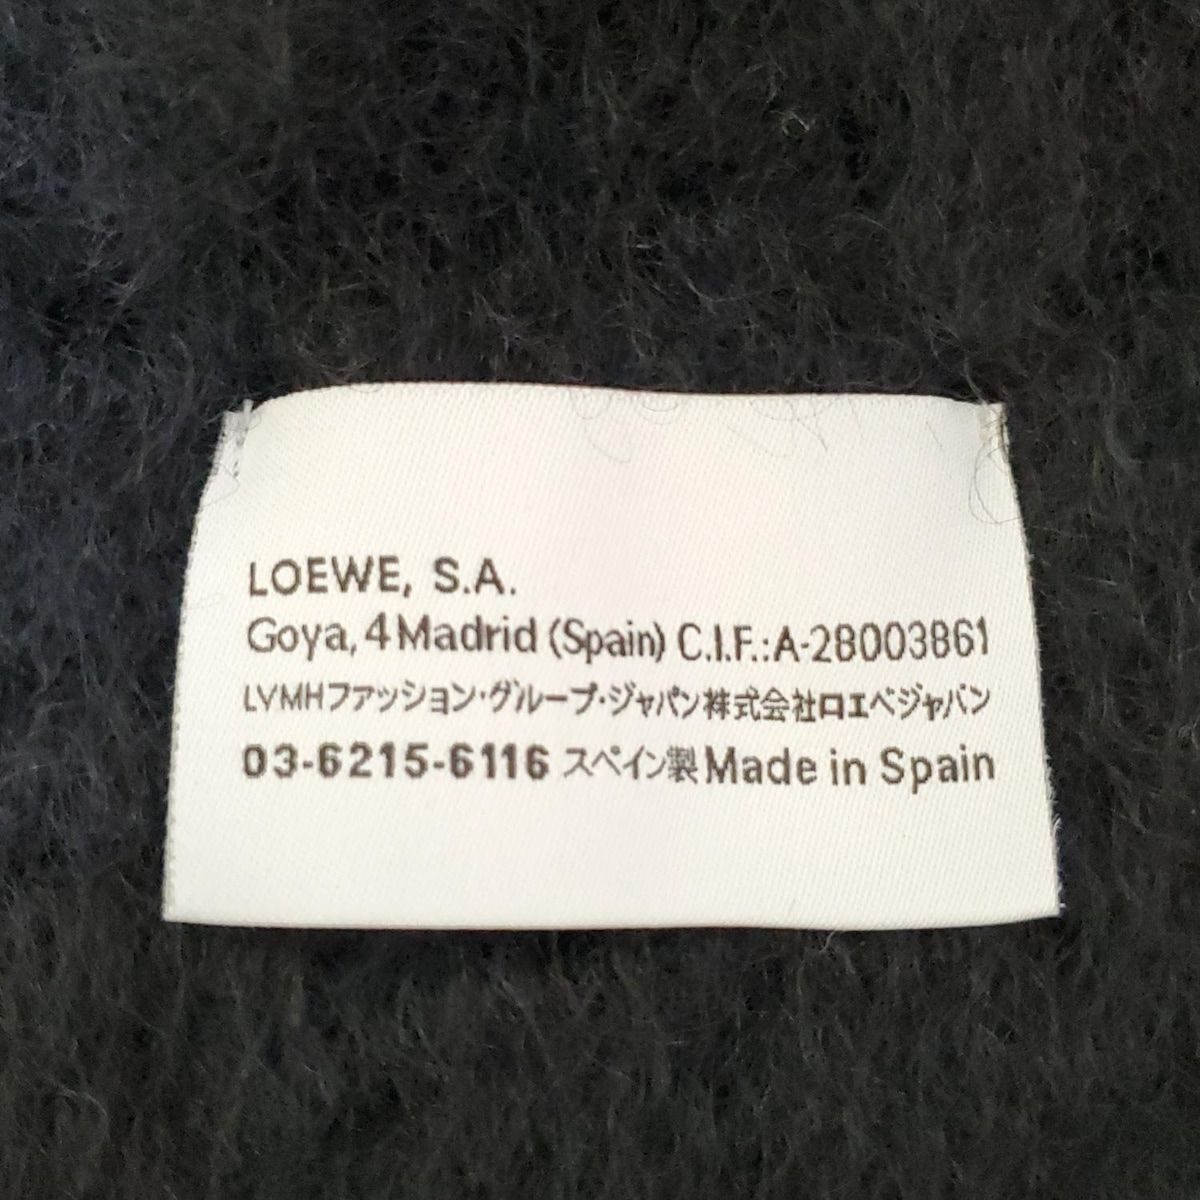 LOEWE, S.A.
Goya, 4 Madrid (Spain) C.I.F.: A-28003861
LVMHファッション・グループ・ジャパン株式会社ロエベジャパン
03-6215-6116 スペイン製 Made in Spain